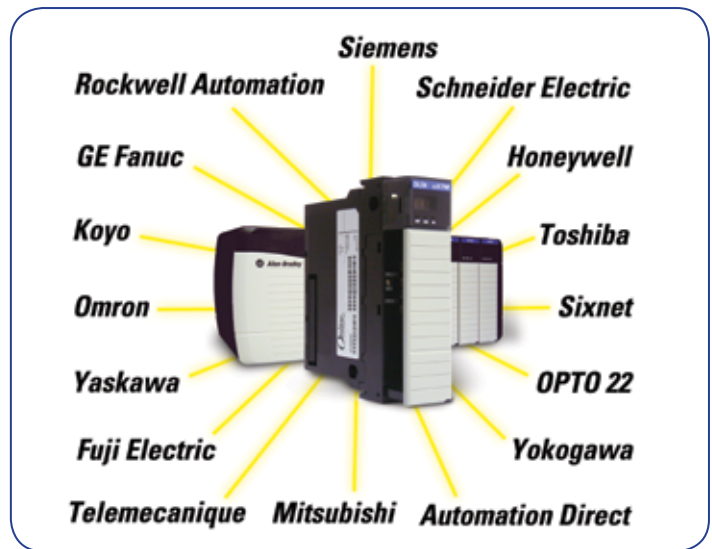 Siemens
Rockwell Automation
Schneider Electric
GE Fanuc
Honeywell
Koyo
Toshiba
Allen-Bradley
Omron
Sixnet
Yaskawa
OPTO 22
Fuji Electric
Yokogawa
Telemecanique
Mitsubishi
Automation Direct